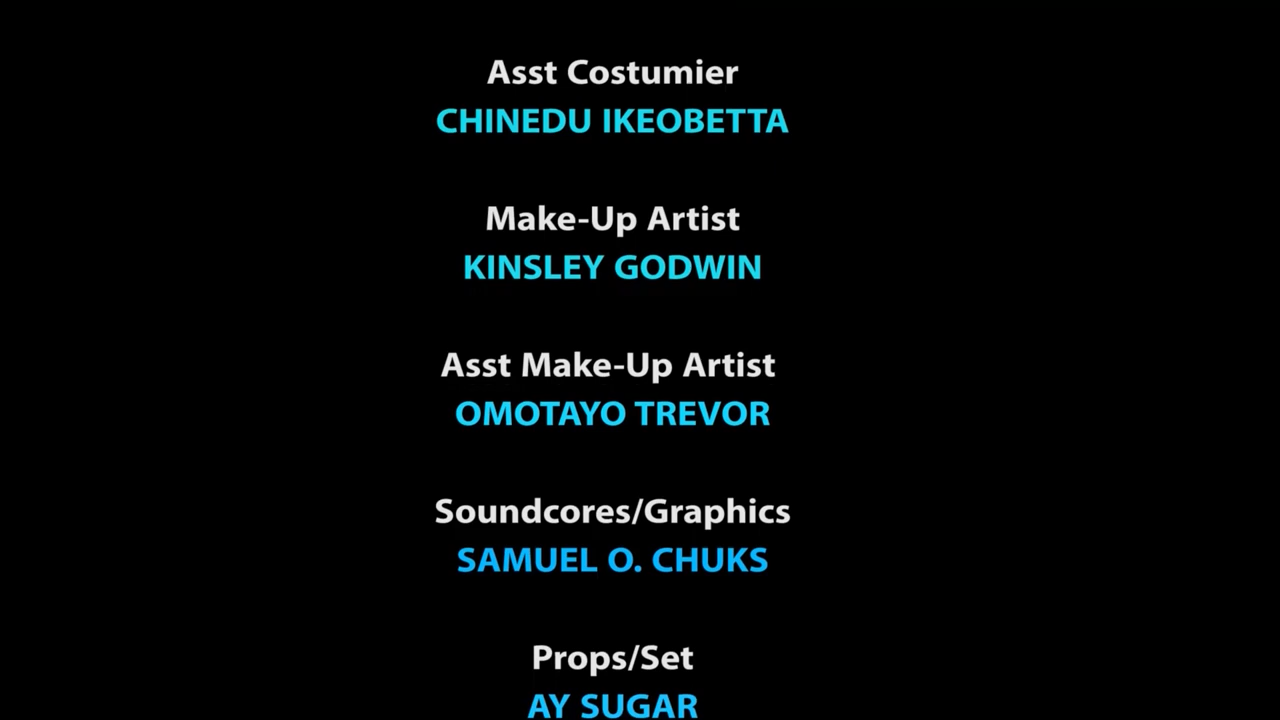 Asst Costumier
CHINEDU IKEOBETTA
Make-Up Artist
KINSLEY GODWIN
Asst Make-Up Artist
OMOTAYO TREVOR
Soundcores/Graphics
SAMUEL O. CHUKS
Props/Set
AY SUGAR